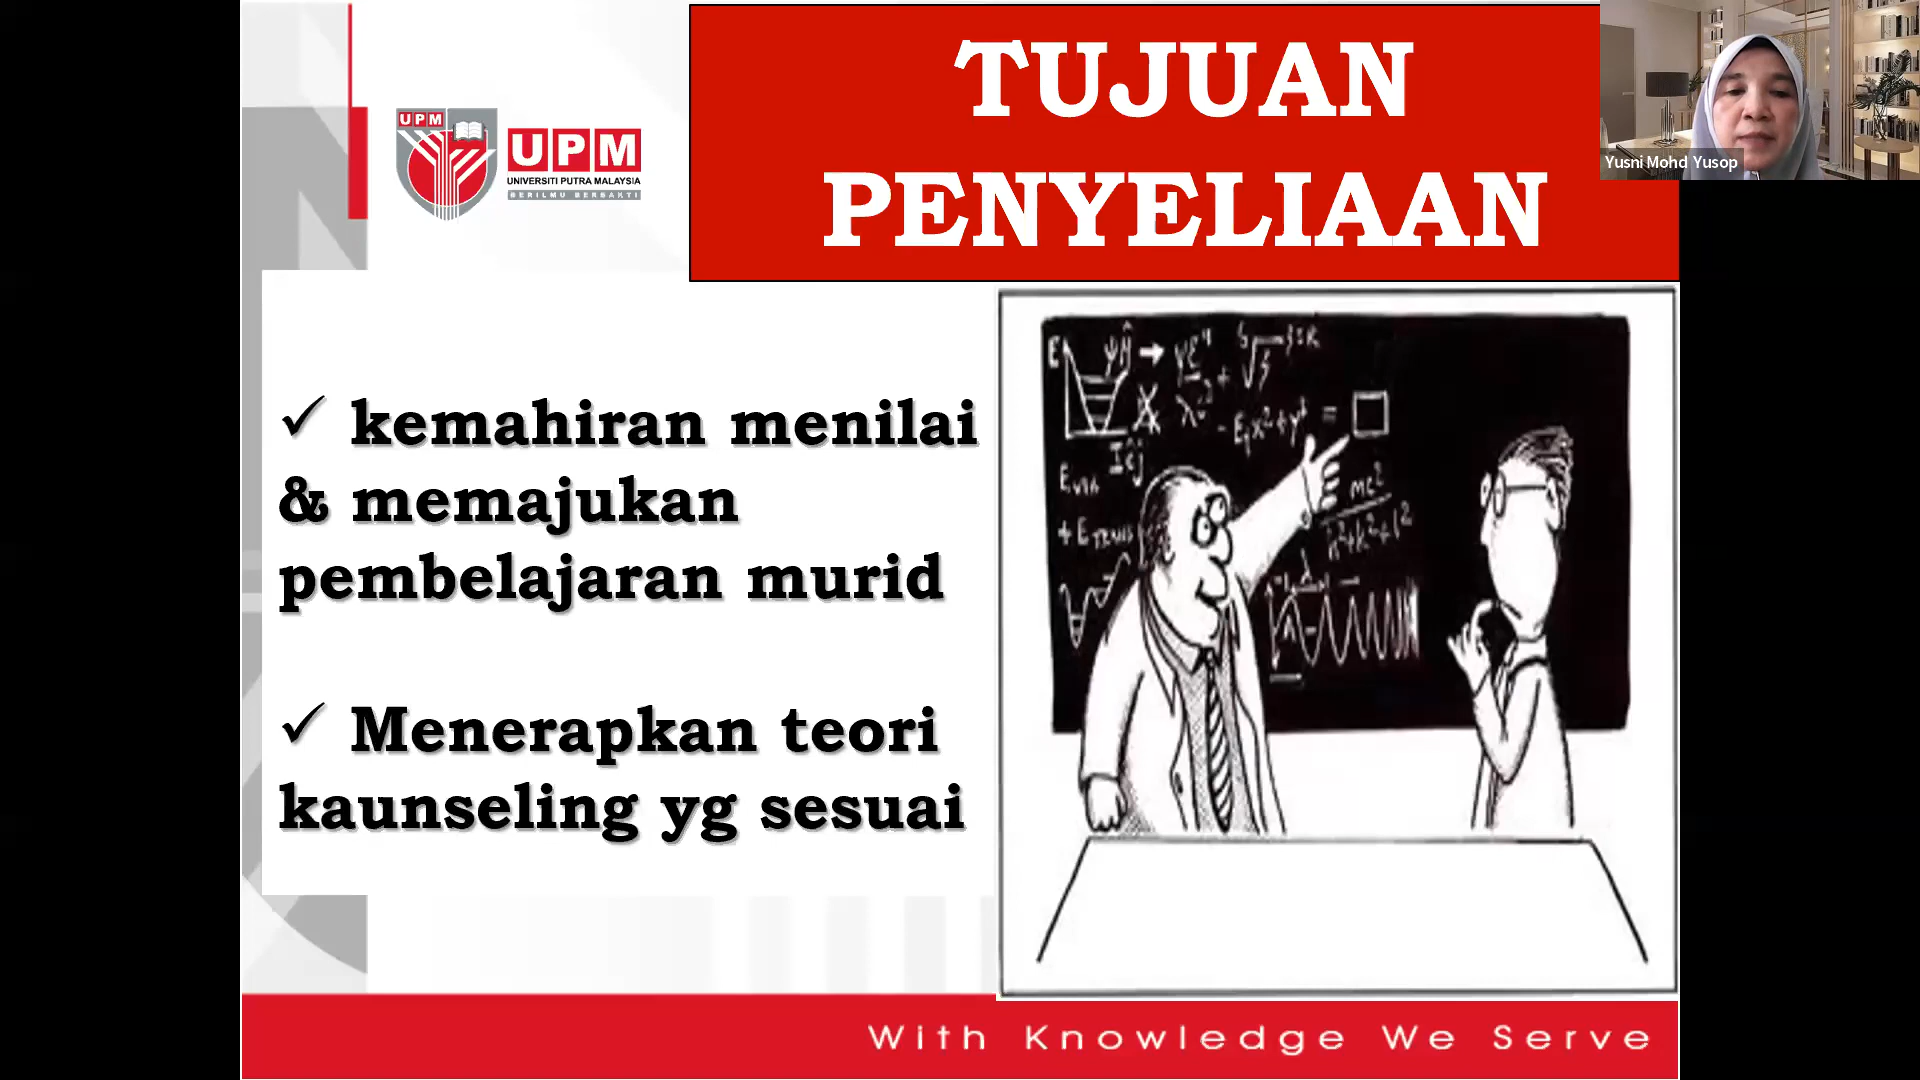 UPM
UPM
UNIVERSITI PUTRA MALAYSIA
BERILMU BERBAKTI
TUJUAN
PENYELIAAN
Yusni Mohd Yusop
✓ kemahiran menilai
& memajukan
pembelajaran murid
✓ Menerapkan teori
kaunseling yg sesuai
With Knowledge We Serve